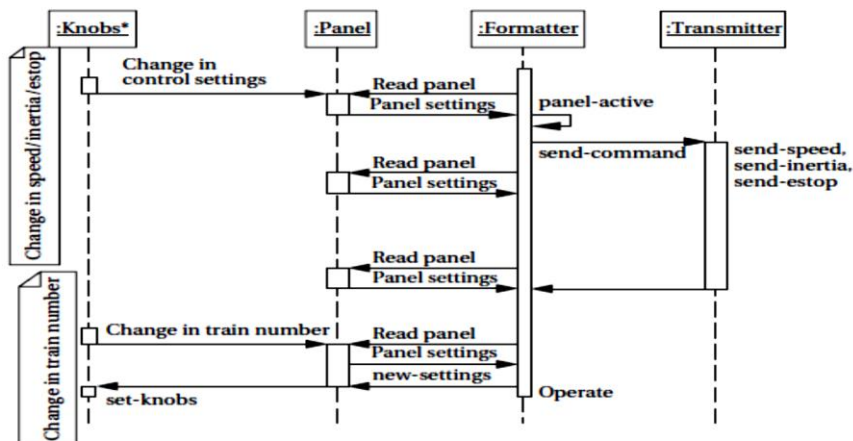 :Knobs*
:Panel
:Formatter
:Transmitter
Change in speed/inertia/estop
Change in
control settings
Read panel
Panel settings
panel-active
send-command
send-speed,
send-inertia,
send-estop
Read panel
Panel settings
Read panel
Panel settings
Change in train number
Change in train number
Read panel
Panel settings
new-settings
set-knobs
Operate